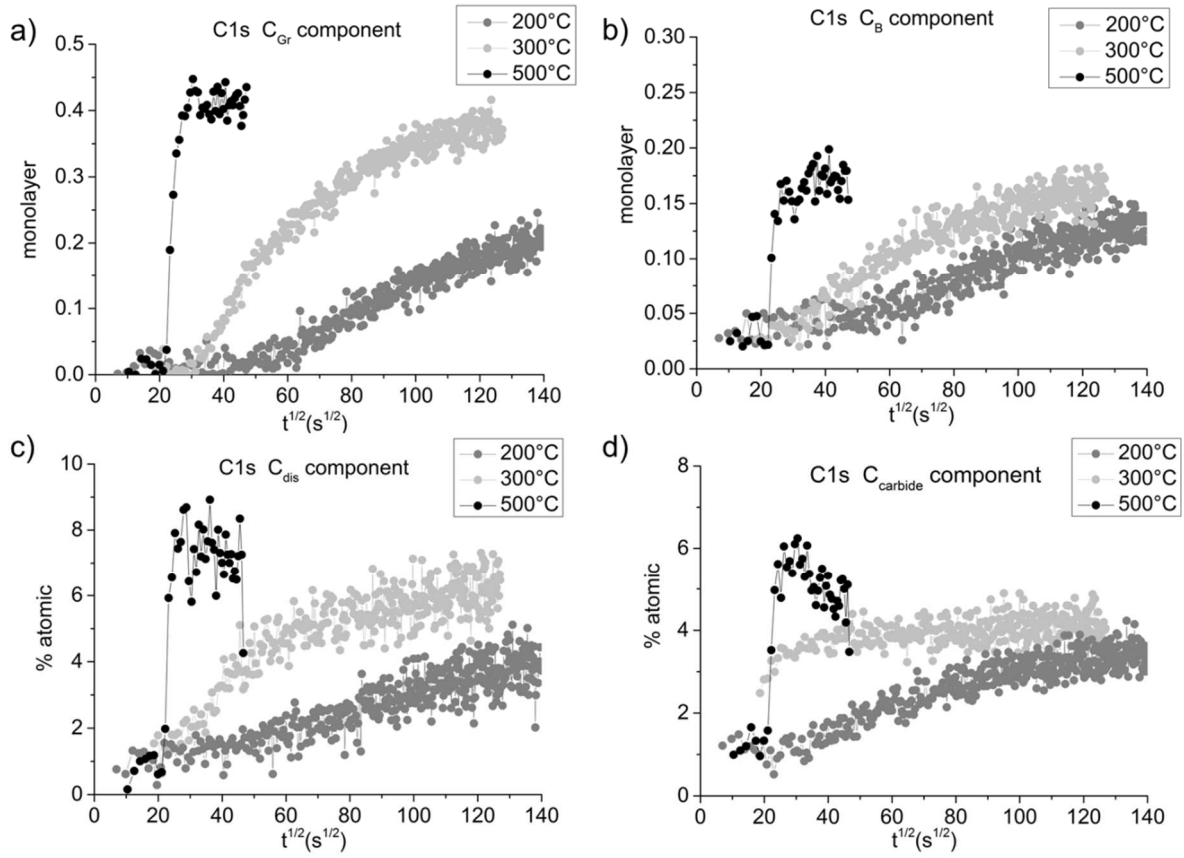 a)
C1s C_Gr component
200°C
300°C
500°C
0.5
0.4
0.3
0.2
0.1
0.0
monolayer
0 20 40 60 80 100 120 140
t^1/2(s^1/2)
b)
C1s C_B component
200°C
300°C
500°C
0.30
0.25
0.20
0.15
0.10
0.05
0.00
monolayer
0 20 40 60 80 100 120 140
t^1/2(s^1/2)
c)
C1s C_dis component
200°C
300°C
500°C
10
8
6
4
2
0
% atomic
0 20 40 60 80 100 120 140
t^1/2(s^1/2)
d)
C1s C_carbide component
200°C
300°C
500°C
8
6
4
2
0
% atomic
0 20 40 60 80 100 120 140
t^1/2(s^1/2)